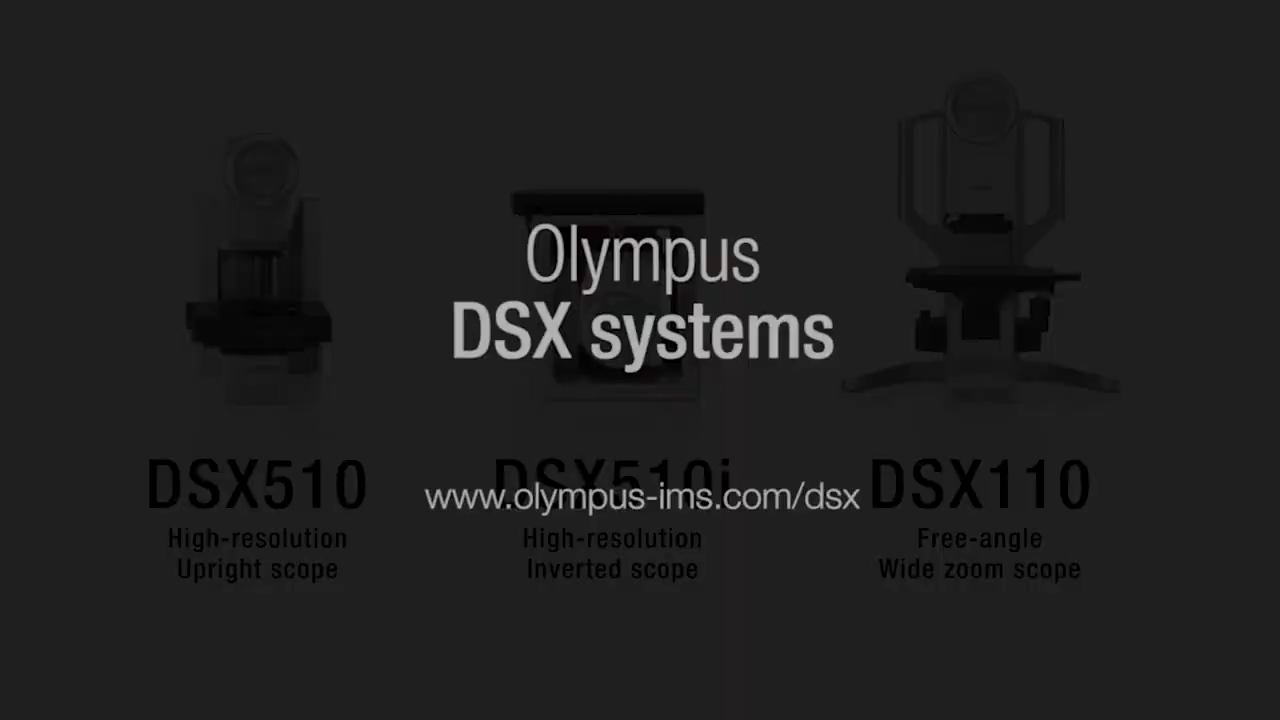 Olympus
DSX systems
www.olympus-ims.com/dsx
DSX510
High-resolution
Upright scope
DSX510i
High-resolution
Inverted scope
DSX110
Free-angle
Wide zoom scope